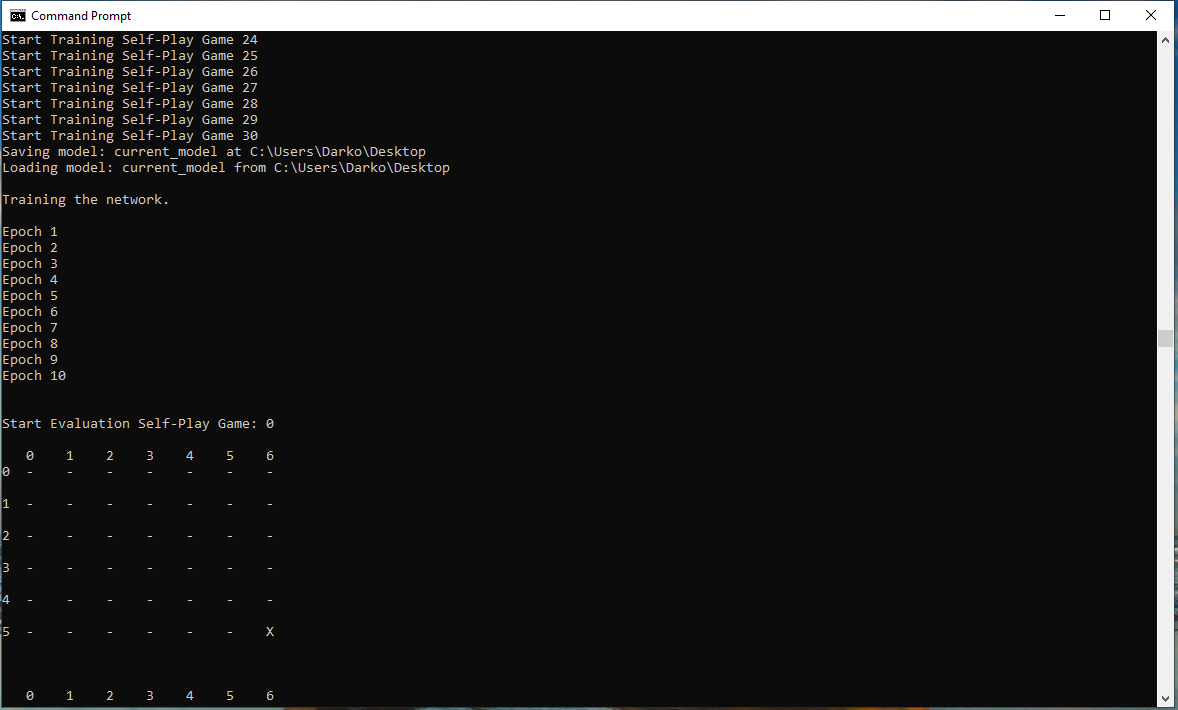 Command Prompt
Start Training Self-Play Game 24
Start Training Self-Play Game 25
Start Training Self-Play Game 26
Start Training Self-Play Game 27
Start Training Self-Play Game 28
Start Training Self-Play Game 29
Start Training Self-Play Game 30
Saving model: current_model at C:\Users\Darko\Desktop
Loading model: current_model from C:\Users\Darko\Desktop
Training the network.
Epoch 1
Epoch 2
Epoch 3
Epoch 4
Epoch 5
Epoch 6
Epoch 7
Epoch 8
Epoch 9
Epoch 10
Start Evaluation Self-Play Game: 0
0 1 2 3 4 5 6
0 - - - - - - -
1 - - - - - - -
2 - - - - - - -
3 - - - - - - -
4 - - - - - - -
5 - - - - - - X
0 1 2 3 4 5 6